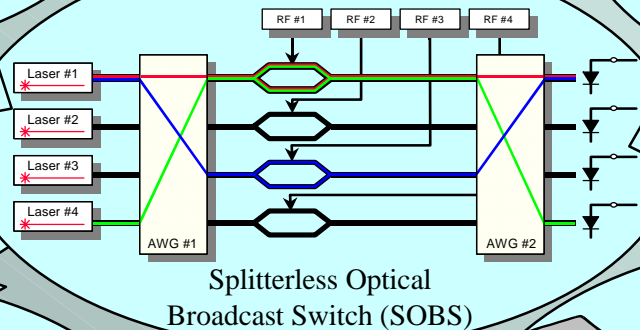 RF #1 RF #2 RF #3 RF #4
Laser #1
Laser #2
Laser #3
Laser #4
AWG #1 AWG #2
Splitterless Optical
Broadcast Switch (SOBS)